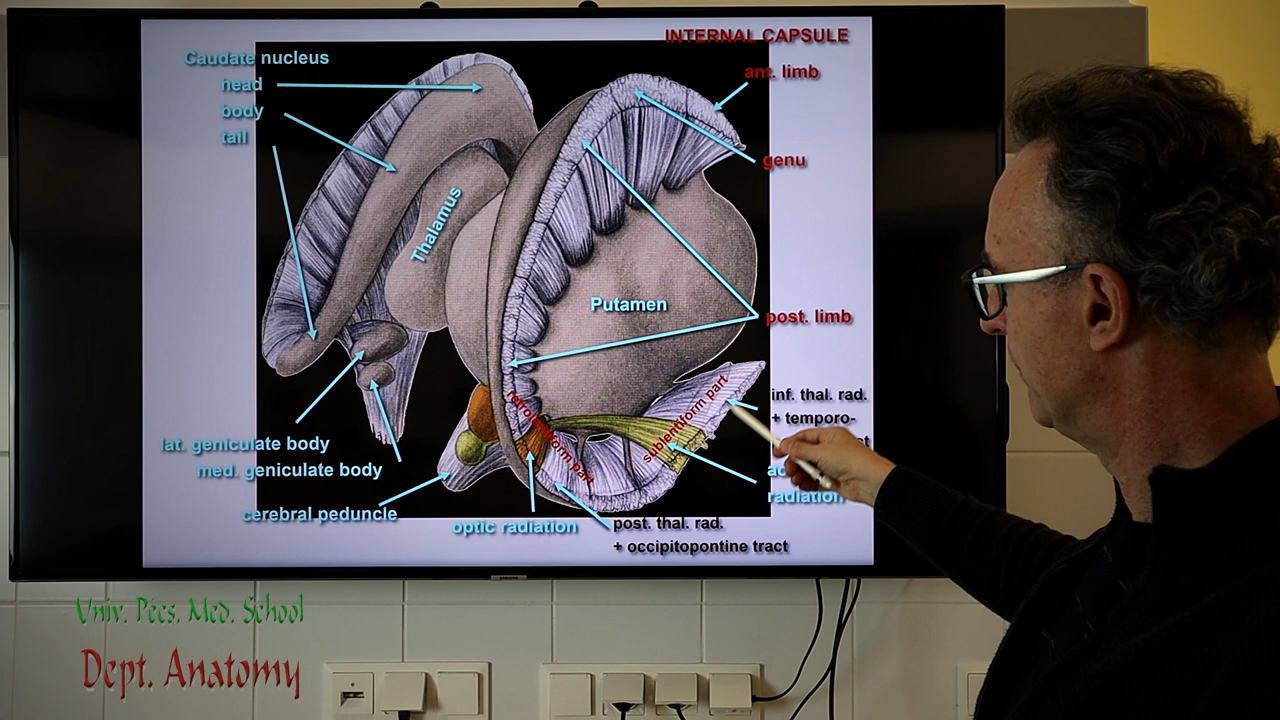 INTERNAL CAPSULE
Caudate nucleus
head
body
tail
ant. limb
genu
Thalamus
Putamen
post. limb
retrolentiform part
sublentiform part
inf. thal. rad.
+ temporo-
lat. geniculate body
med. geniculate body
radiation
cerebral peduncle
optic radiation
post. thal. rad.
+ occipitopontine tract
Univ. Pécs. Med. School
Dept. Anatomy